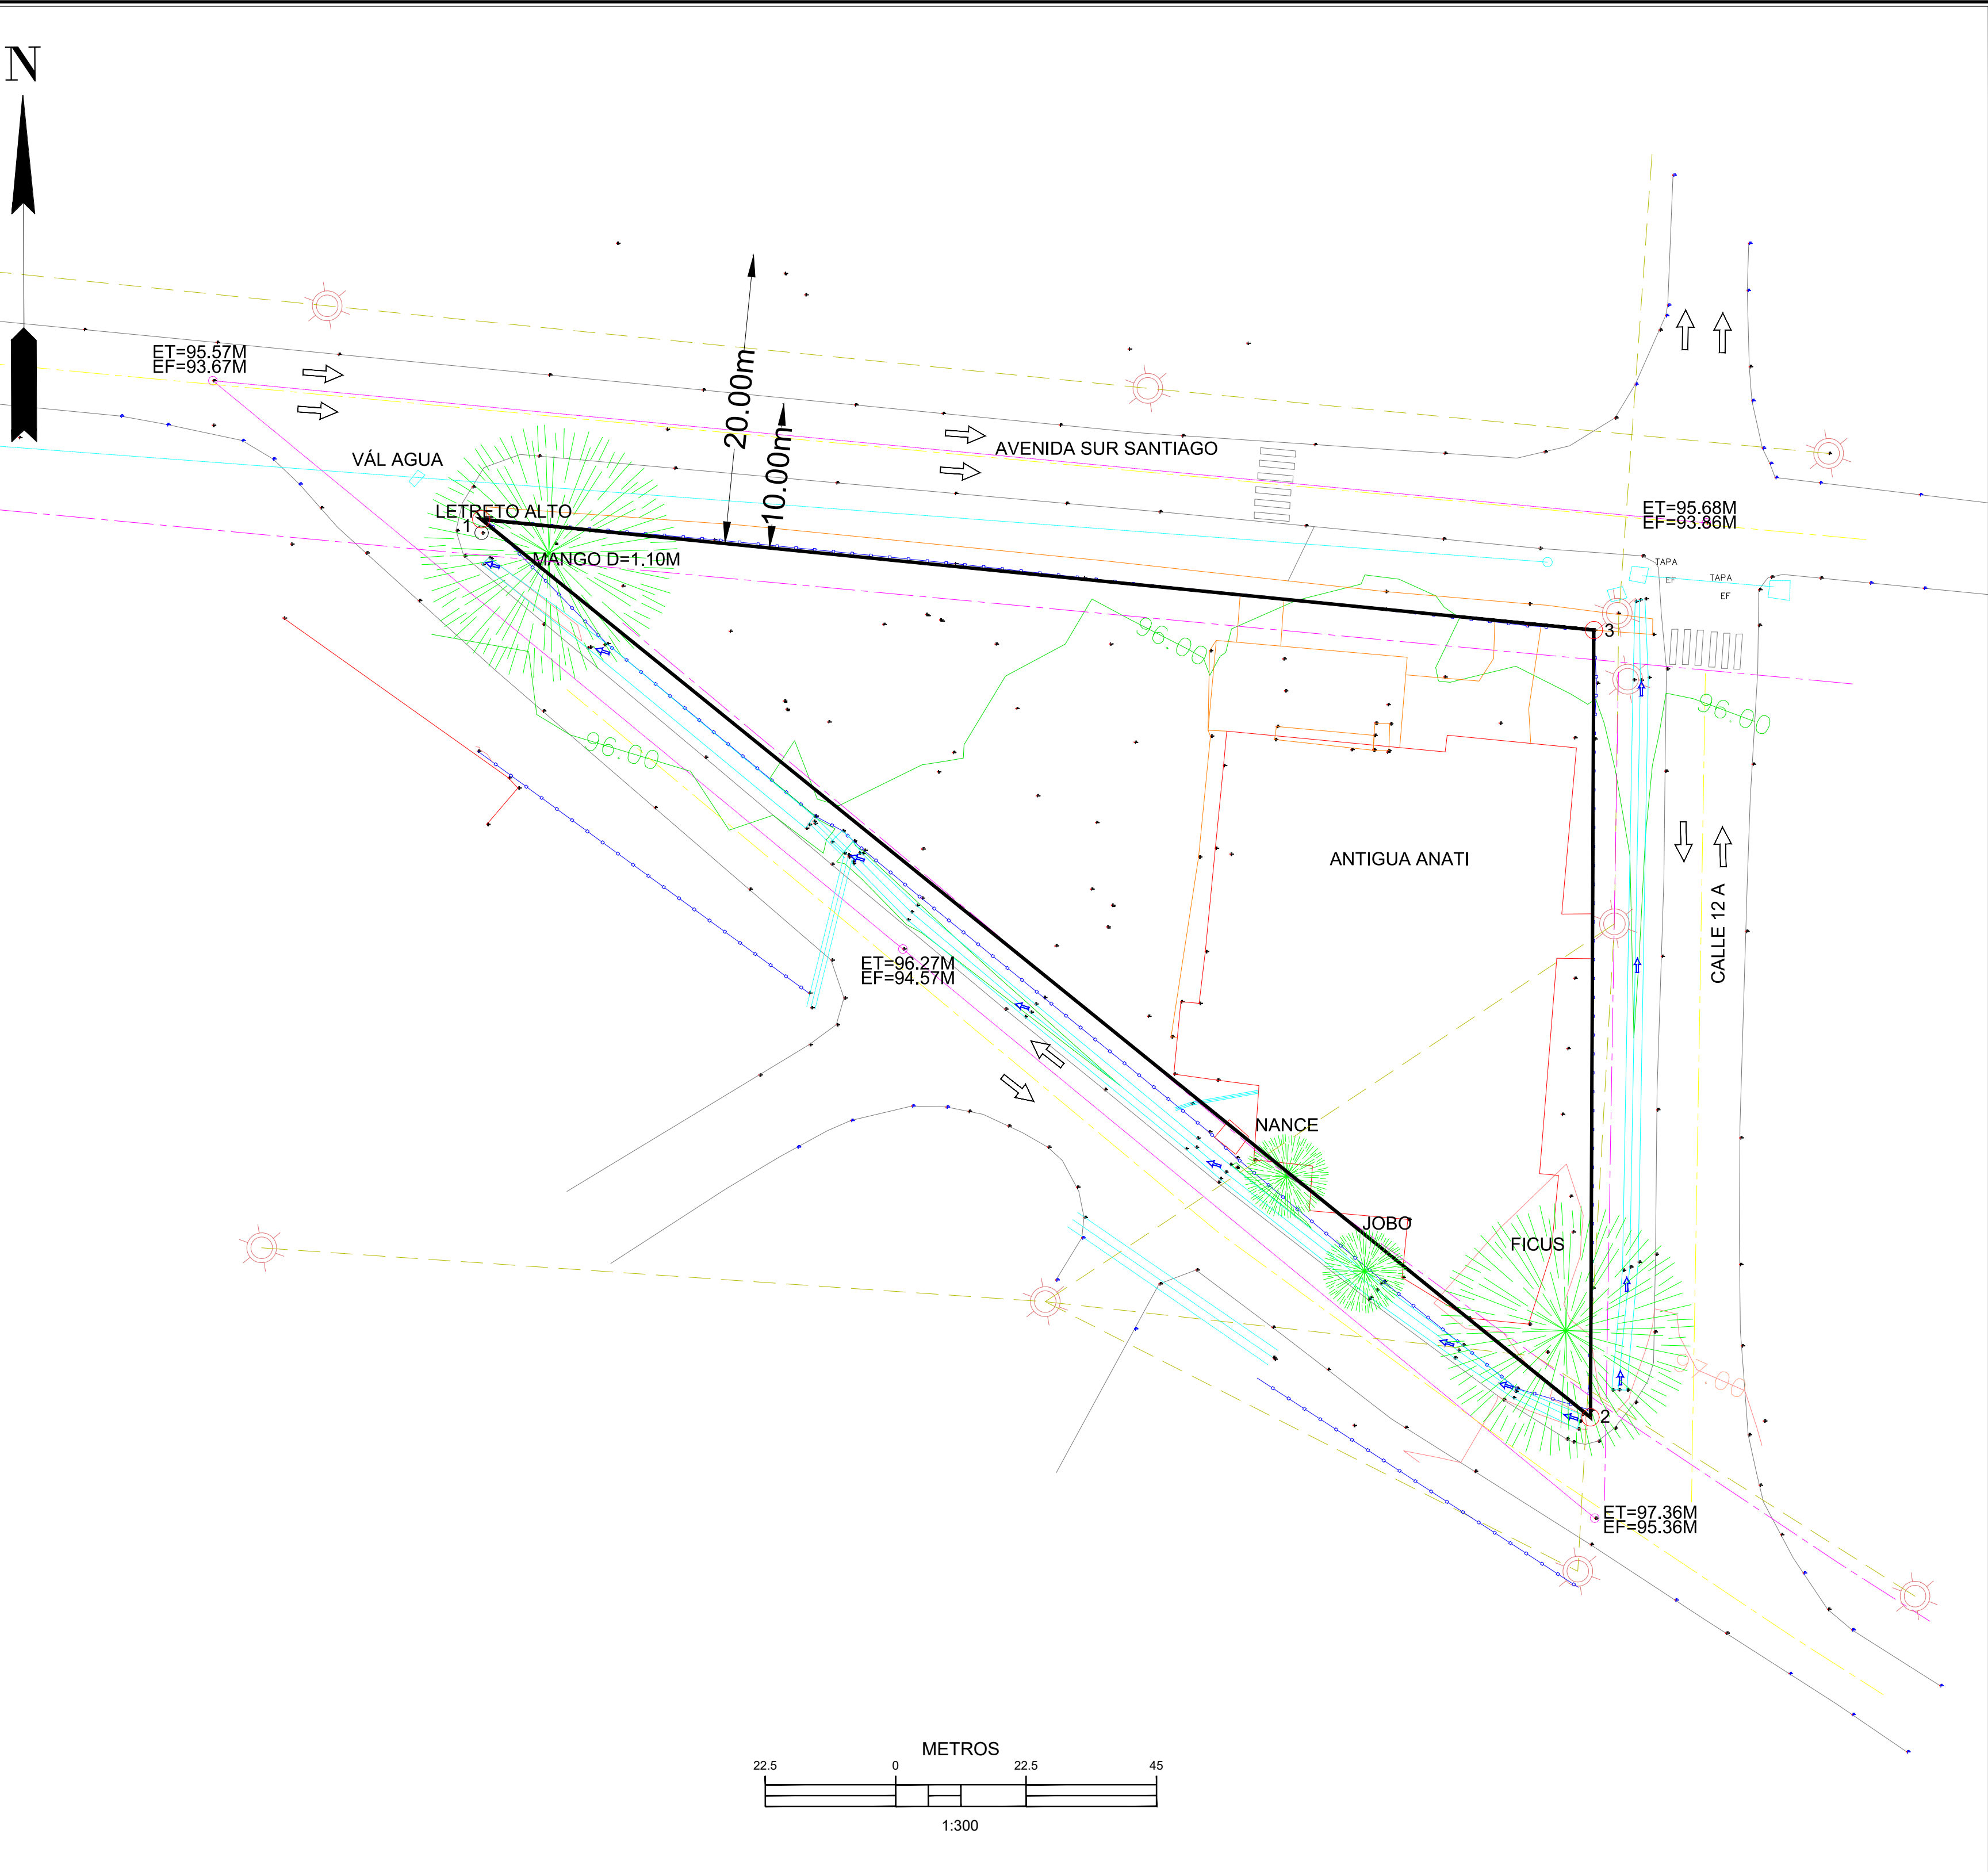 N
ET=95.57M
EF=93.67M
20.00m
10.00m
AVENIDA SUR SANTIAGO
VÁL AGUA
LETRETO ALTO
1
MANGO D=1.10M
ET=95.68M
EF=93.86M
TAPA
EF
TAPA
EF
3
96.00
96.00
96.00
ANTIGUA ANATI
CALLE 12 A
ET=96.27M
EF=94.57M
NANCE
JOBO
FICUS
97.00
2
ET=97.36M
EF=95.36M
METROS
22.5 0 22.5 45
1:300